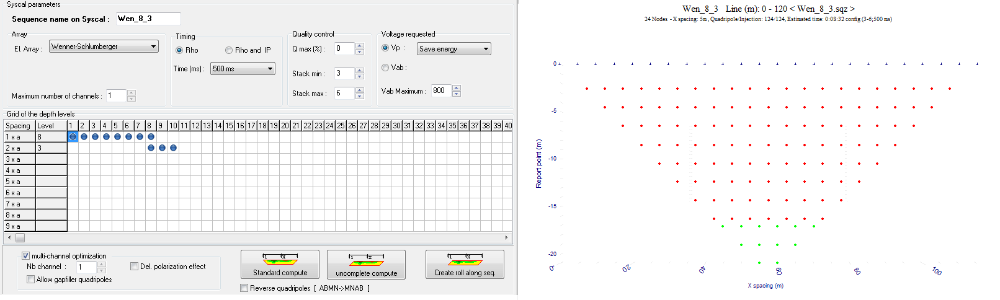 Syscal parameters
Sequence name on Syscal : Wen_8_3
Array
El. Array : Wenner-Schlumberger
Maximum number of channels : 1
Timing
Rho Rho and IP
Time (ms) : 500 ms
Quality control
Q max (%) : 0
Stack min : 3
Stack max : 6
Voltage requested
Vp : Save energy
Vab :
Vab Maximum : 800
Grid of the depth levels
Spacing Level 1 2 3 4 5 6 7 8 9 10 11 12 13 14 15 16 17 18 19 20 21 22 23 24 25 26 27 28 29 30 31 32 33 34 35 36 37 38 39 40
1 x a 8
2 x a 3
3 x a
4 x a
5 x a
6 x a
7 x a
8 x a
9 x a
multi-channel optimization
Nb channel : 1
Del. polarization effect
Allow gapfiller quadripoles
1 x
Standard compute
1 x
uncomplete compute
1 x
Create roll along seq.
Reverse quadripoles [ ABMN->MNAB ]
Wen_8_3 Line (m): 0 - 120 < Wen_8_3.sqz >
24 Nodes - X spacing: 5m, Quadripole/Injection: 124/124, Estimated time: 0:08:32 config (3-6;500 ms)
0
-5
-10
-15
-20
Report point (m)
0 20 40 60 80 100
X spacing (m)